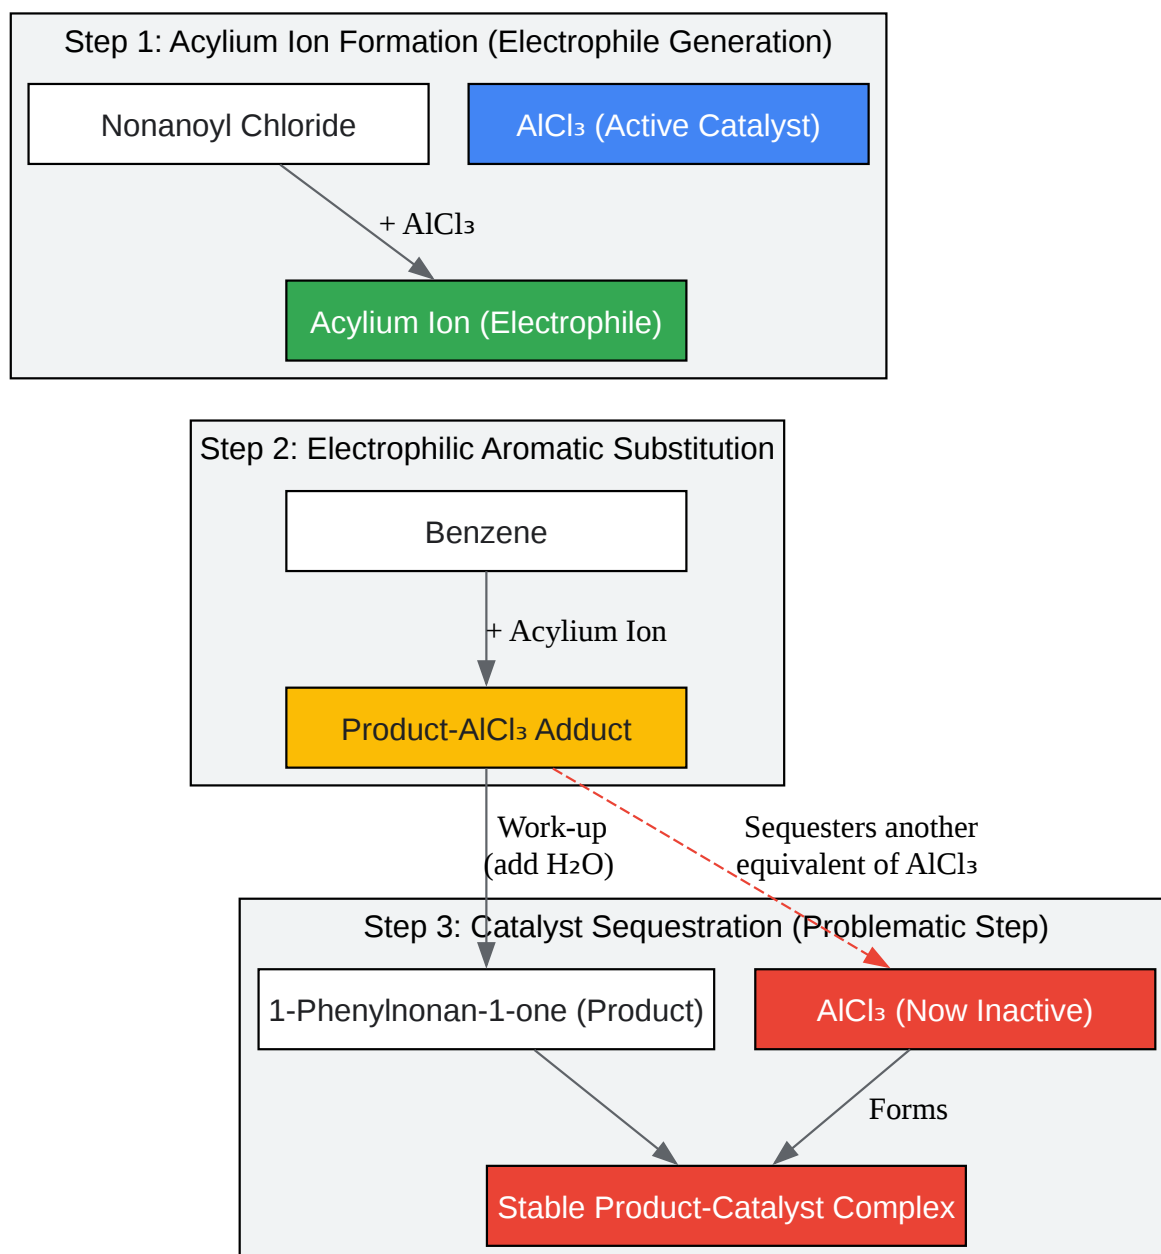 Step 1: Acylium Ion Formation (Electrophile Generation)
Nonanoyl Chloride
AlCl₃ (Active Catalyst)
+ AlCl₃
Acylium Ion (Electrophile)
Step 2: Electrophilic Aromatic Substitution
Benzene
+ Acylium Ion
Product-AlCl₃ Adduct
Work-up
(add H₂O)
Sequesters another
equivalent of AlCl₃
Step 3: Catalyst Sequestration (Problematic Step)
1-Phenylnonan-1-one (Product)
AlCl₃ (Now Inactive)
Forms
Stable Product-Catalyst Complex